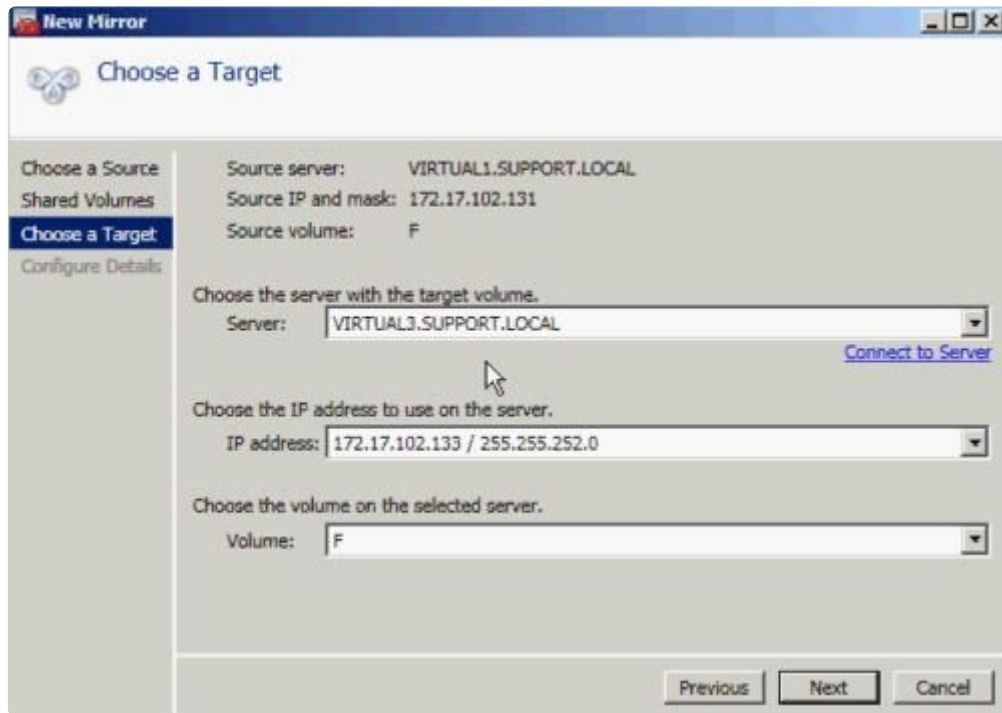 New Mirror
Choose a Target
Choose a Source
Shared Volumes
Choose a Target
Configure Details
Source server: VIRTUAL1.SUPPORT.LOCAL
Source IP and mask: 172.17.102.131
Source volume: F
Choose the server with the target volume.
Server: VIRTUAL3.SUPPORT.LOCAL
Connect to Server
Choose the IP address to use on the server.
IP address: 172.17.102.133 / 255.255.252.0
Choose the volume on the selected server.
Volume: F
Previous Next Cancel